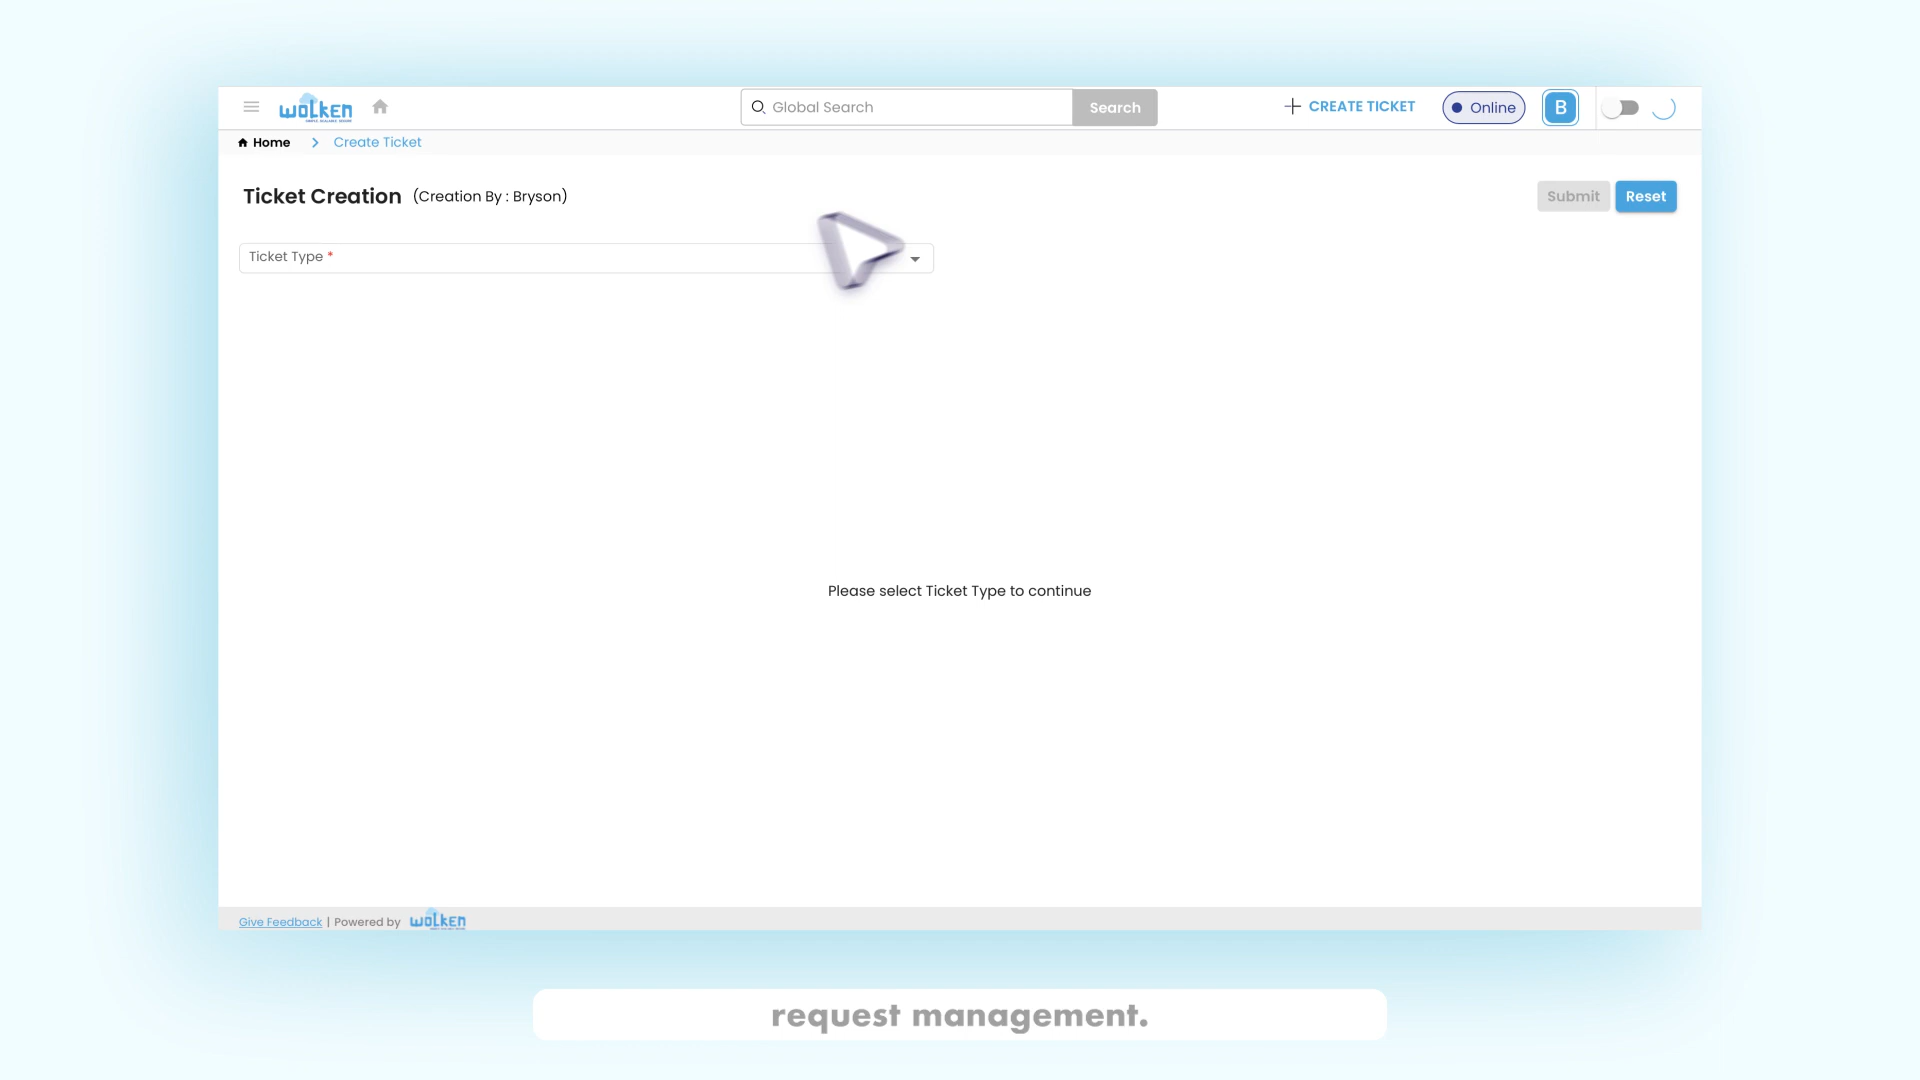 wolken
Global Search
Search
CREATE TICKET
Online
B
Home
Create Ticket
Ticket Creation (Creation By : Bryson)
Submit
Reset
Ticket Type *
Please select Ticket Type to continue
Give Feedback | Powered by wolken
request management.